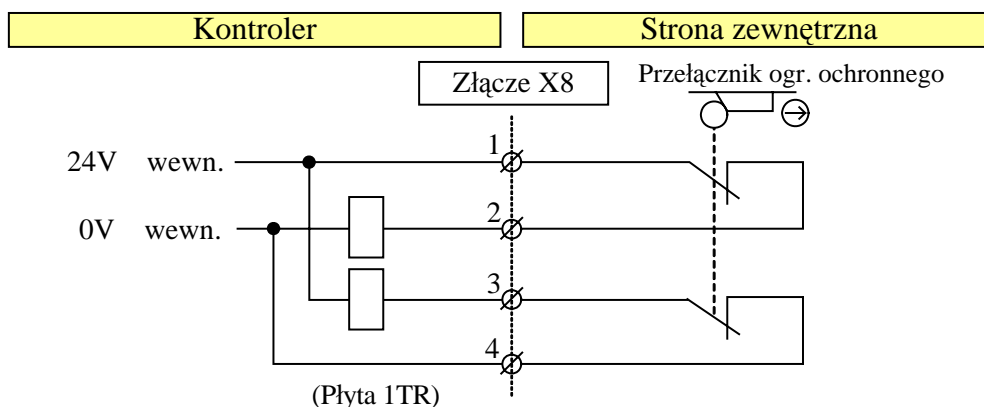 Kontroler
Strona zewnętrzna
Złącze X8
Przełącznik ogr. ochronnego
24V wewn.
1
0V wewn.
2
3
4
(Płyta 1TR)